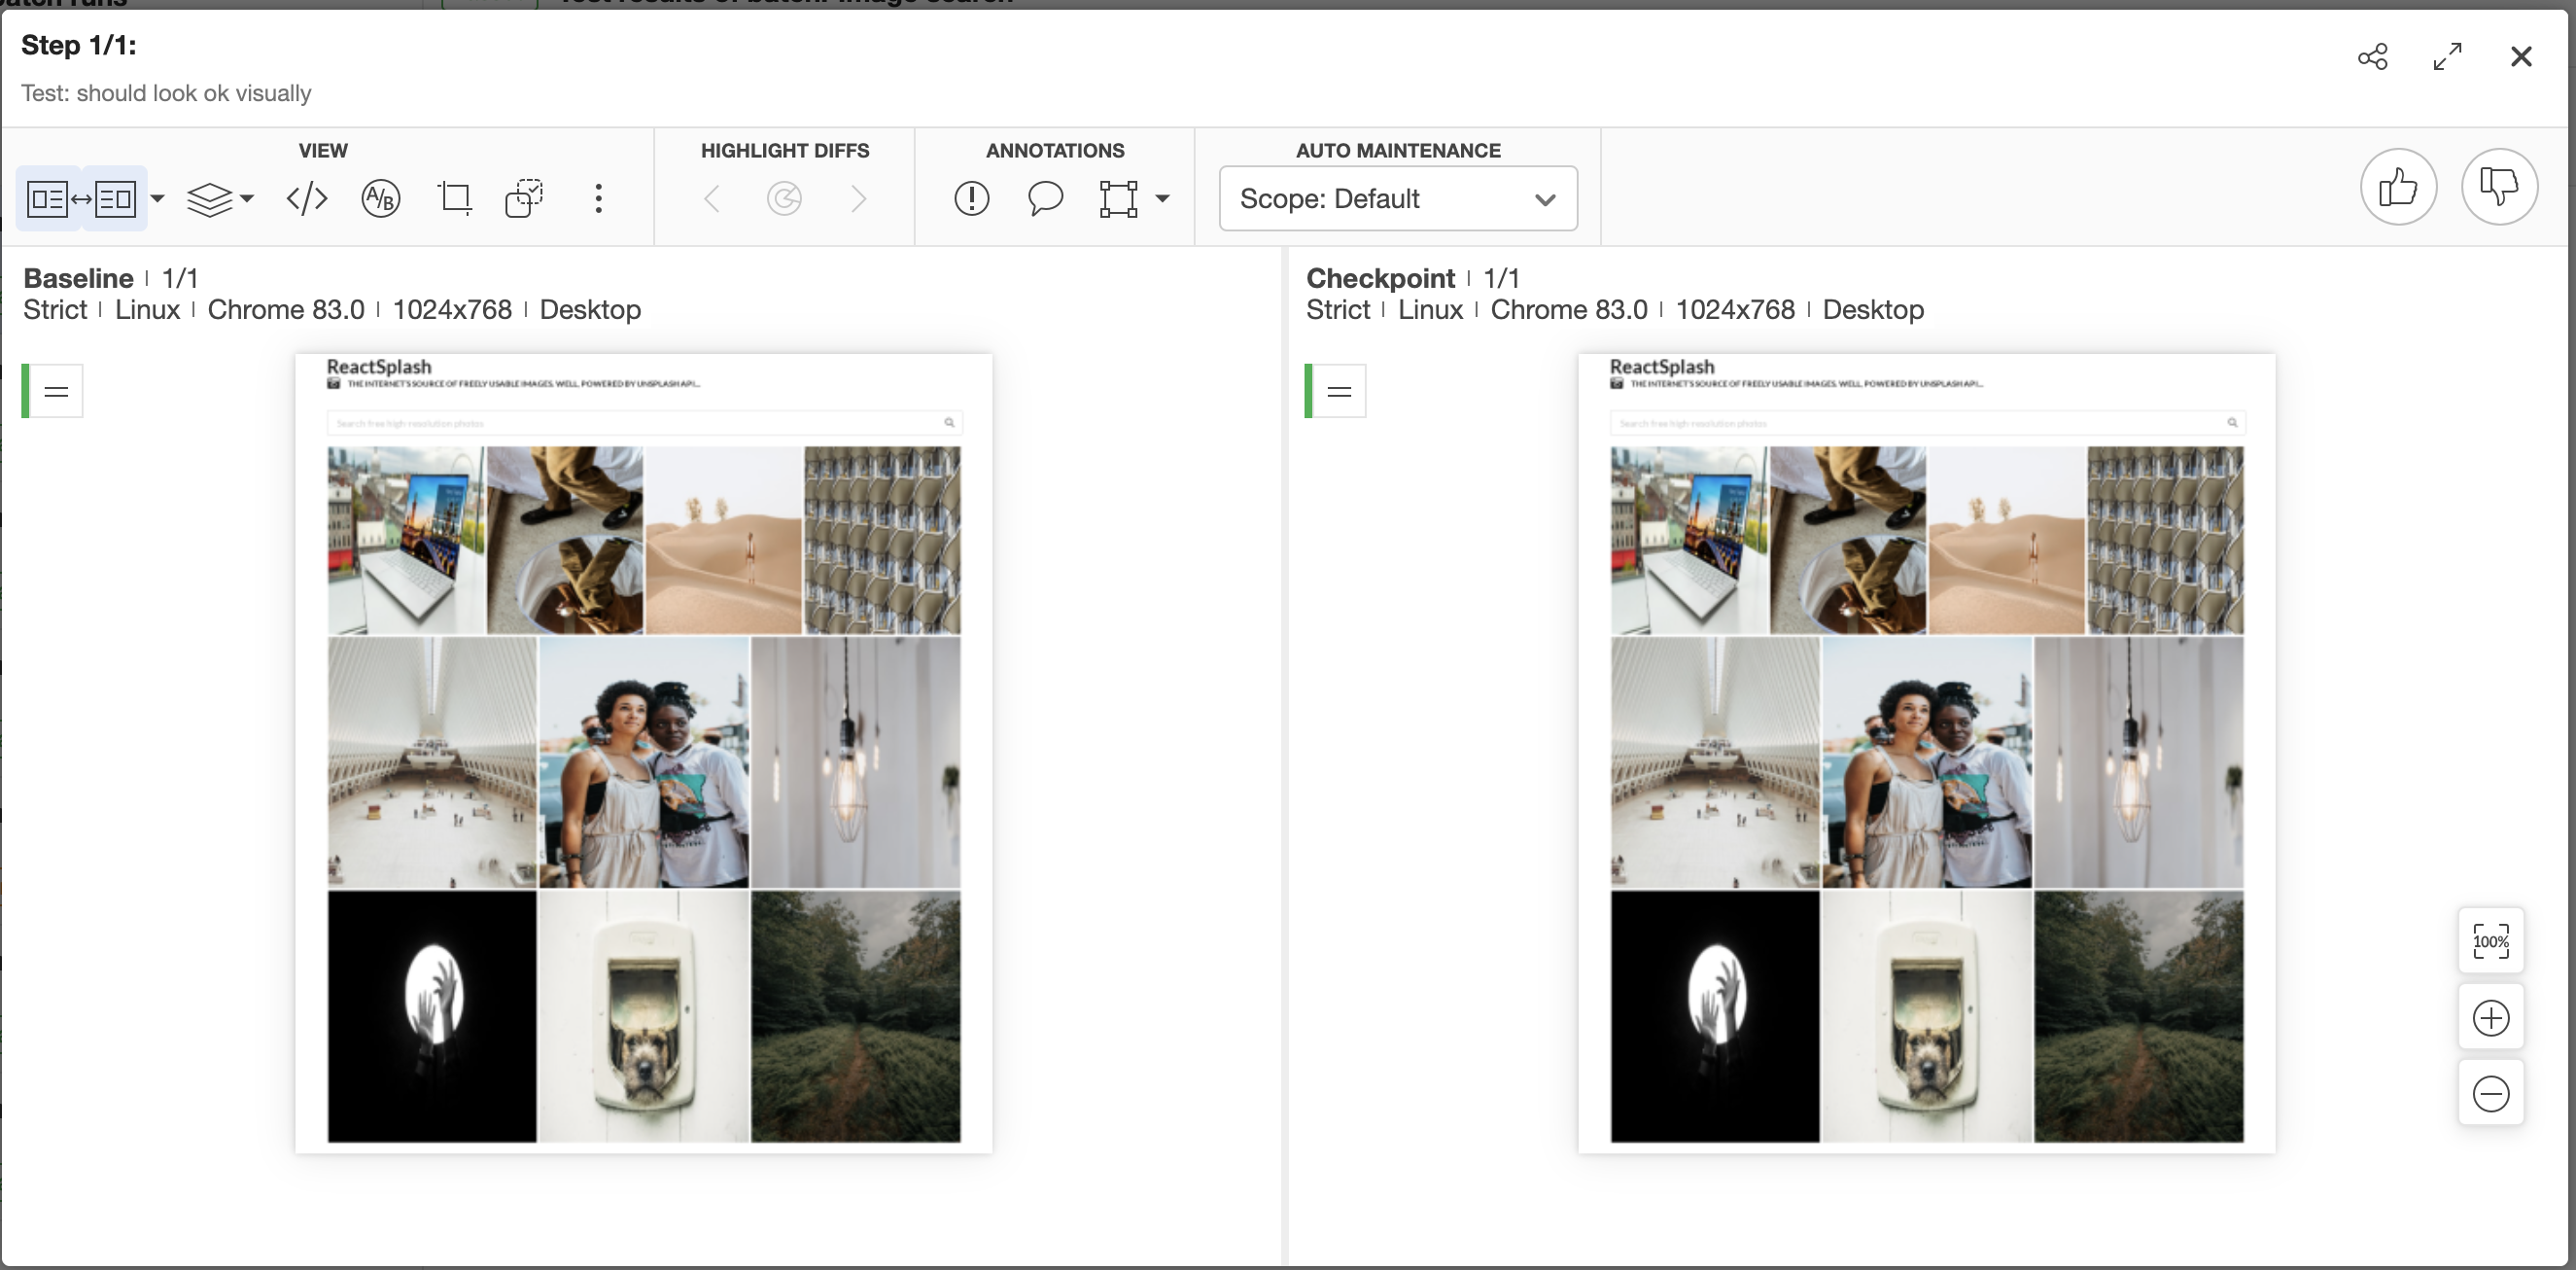 Step 1/1:
Test: should look ok visually
VIEW
HIGHLIGHT DIFFS
ANNOTATIONS
AUTO MAINTENANCE
</>
A/B
Scope: Default
Baseline | 1/1
Strict | Linux | Chrome 83.0 | 1024x768 | Desktop
ReactSplash
THE INTERNET'S SOURCE OF FREELY USABLE IMAGES. WELL, POWERED BY UNSPLASH API...
Search free high-resolution photos
Checkpoint | 1/1
Strict | Linux | Chrome 83.0 | 1024x768 | Desktop
ReactSplash
THE INTERNET'S SOURCE OF FREELY USABLE IMAGES. WELL, POWERED BY UNSPLASH API...
Search free high-resolution photos
100%